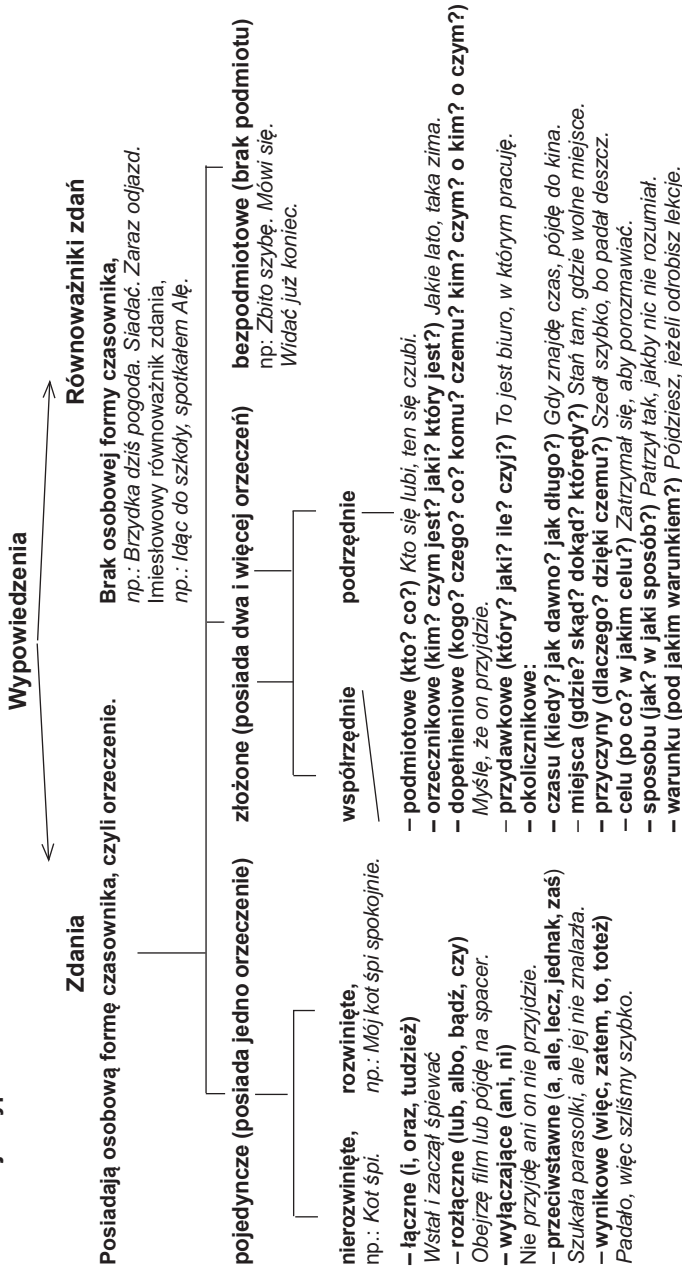 Wypowiedzenia
Zdania
Posiadają osobową formę czasownika, czyli orzeczenie.
Równoważniki zdań
Brak osobowej formy czasownika,
np.: Brzydka dziś pogoda. Siadać. Zaraz odjazd.
Imiesłowowy równoważnik zdania,
np.: Idąc do szkoły, spotkałem Alę.
pojedyncze (posiada jedno orzeczenie)
złożone (posiada dwa i więcej orzeczeń)
bezpodmiotowe (brak podmiotu)
np: Zbito szybę. Mówi się.
Widać już koniec.
nierozwinięte,
np.: Kot śpi.
rozwinięte,
np.: Mój kot śpi spokojnie.
współrzędnie
podrzędnie
– łączne (i, oraz, tudzież)
Wstał i zaczął śpiewać
– rozłączne (lub, albo, bądź, czy)
Obejrzę film lub pójdę na spacer.
– wyłączające (ani, ni)
Nie przyjdę ani on nie przyjdzie.
– przeciwstawne (a, ale, lecz, jednak, zaś)
Szukała parasolki, ale jej nie znalazła.
– wynikowe (więc, zatem, to, toteż)
Padało, więc szliśmy szybko.
– podmiotowe (kto? co?) Kto się lubi, ten się czubi.
– orzecznikowe (kim? czym jest? jaki? który jest?) Jakie lato, taka zima.
– dopełnieniowe (kogo? czego? co? komu? czemu? kim? czym? o kim? o czym?)
Myślę, że on przyjdzie.
– przydawkowe (który? jaki? ile? czyj?) To jest biuro, w którym pracuję.
– okolicznikowe:
– czasu (kiedy? jak dawno? jak długo?) Gdy znajdę czas, pójdę do kina.
– miejsca (gdzie? skąd? dokąd? którędy?) Stań tam, gdzie wolne miejsce.
– przyczyny (dlaczego? dzięki czemu?) Szedł szybko, bo padał deszcz.
– celu (po co? w jakim celu?) Zatrzymał się, aby porozmawiać.
– sposobu (jak? w jaki sposób?) Patrzył tak, jakby nic nie rozumiał.
– warunku (pod jakim warunkiem?) Pójdziesz, jeżeli odrobisz lekcje.